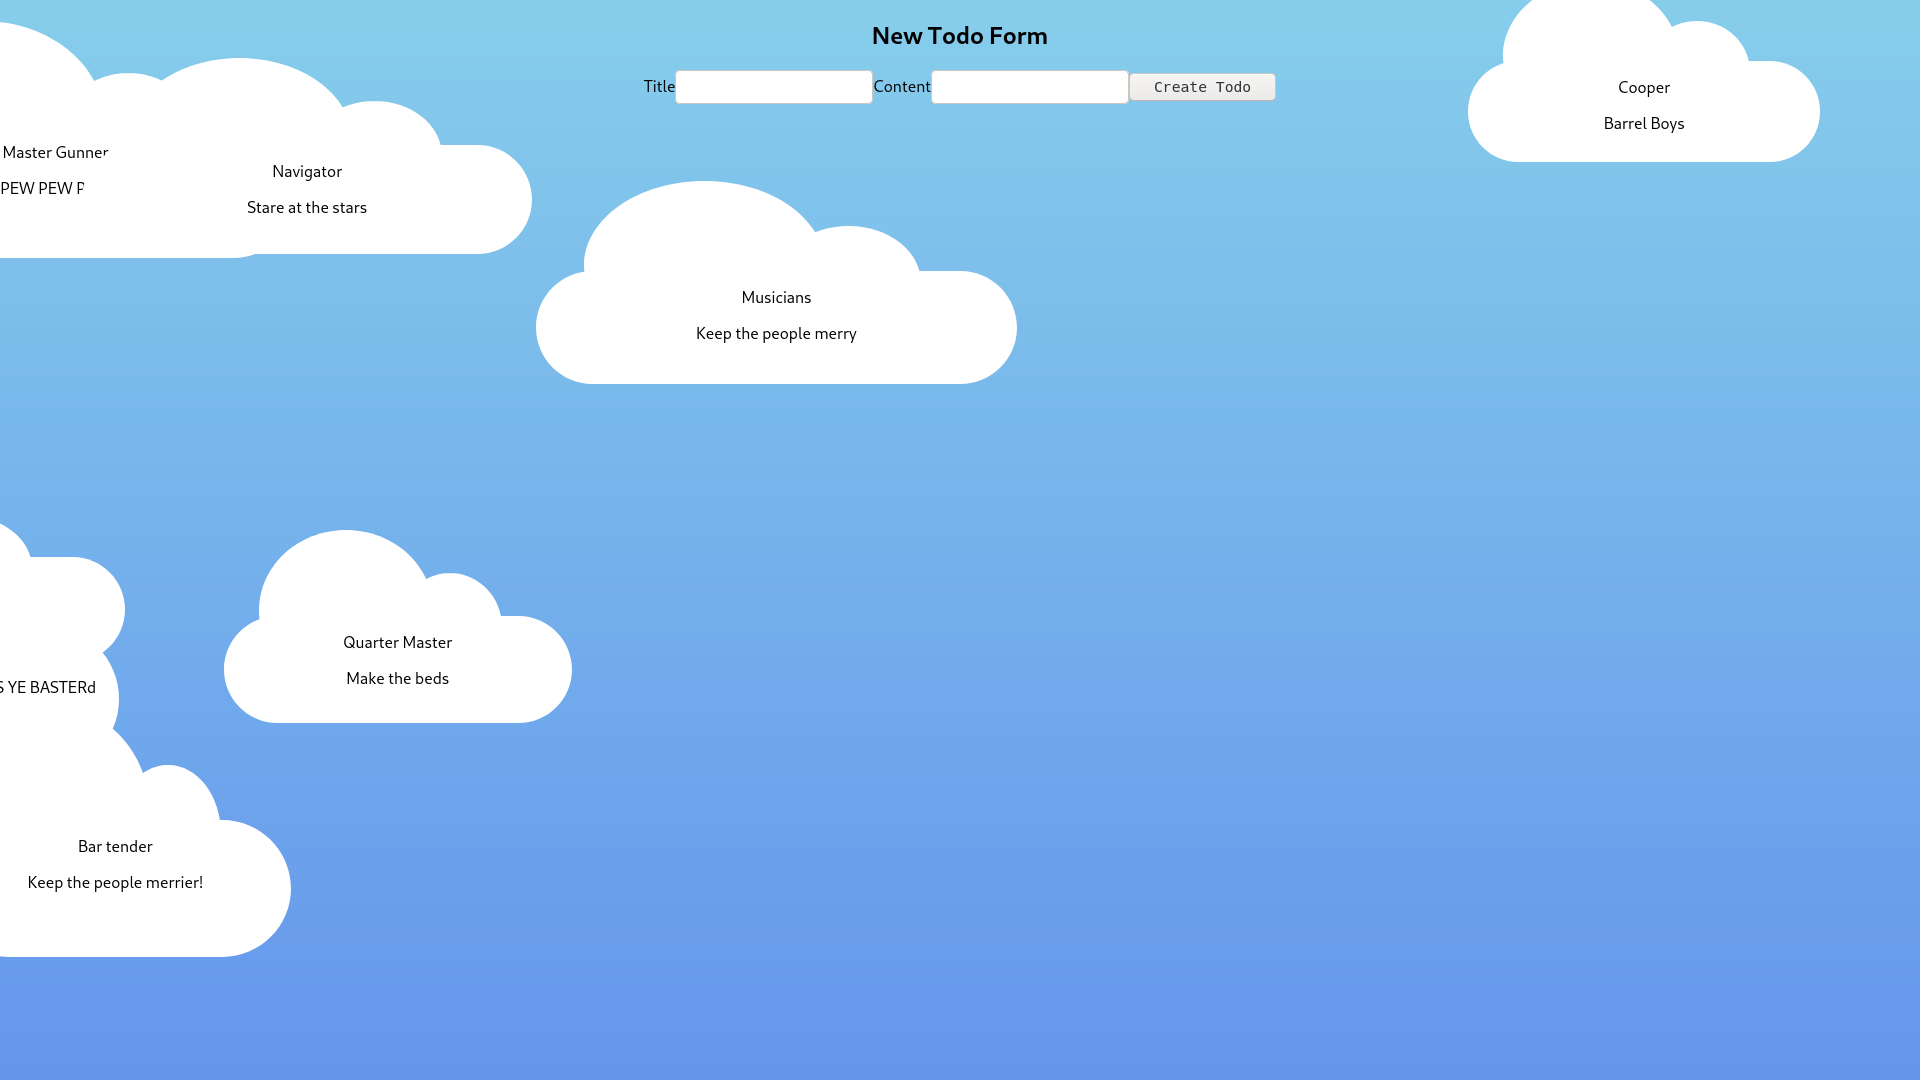 New Todo Form
Title
Content
Create Todo
Cooper
Barrel Boys
Master Gunner
PEW PEW P
Navigator
Stare at the stars
Musicians
Keep the people merry
Quarter Master
Make the beds
S YE BASTERd
Bar tender
Keep the people merrier!